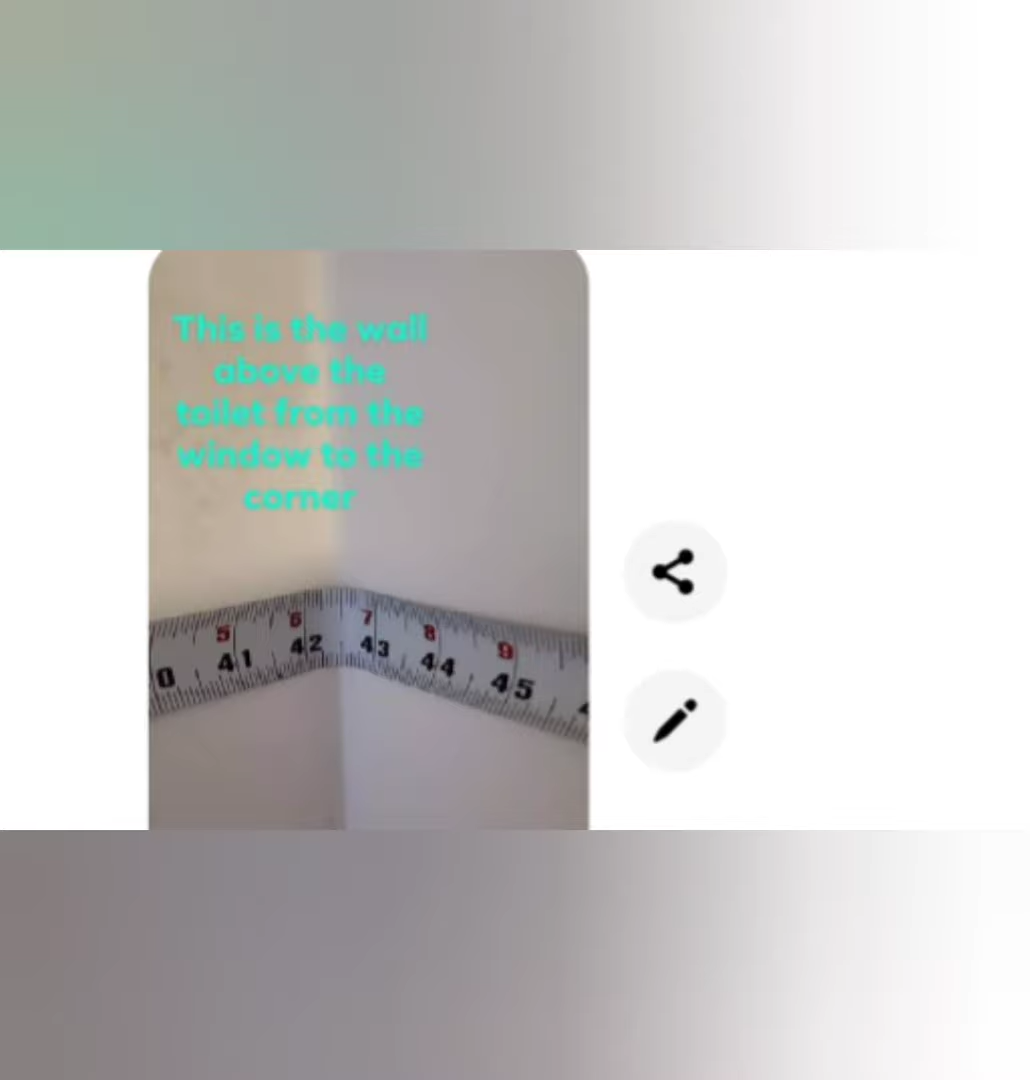 This is the wall
above the
toilet from the
window to the
corner
5 6 7 8 9
0 41 42 43 44 45